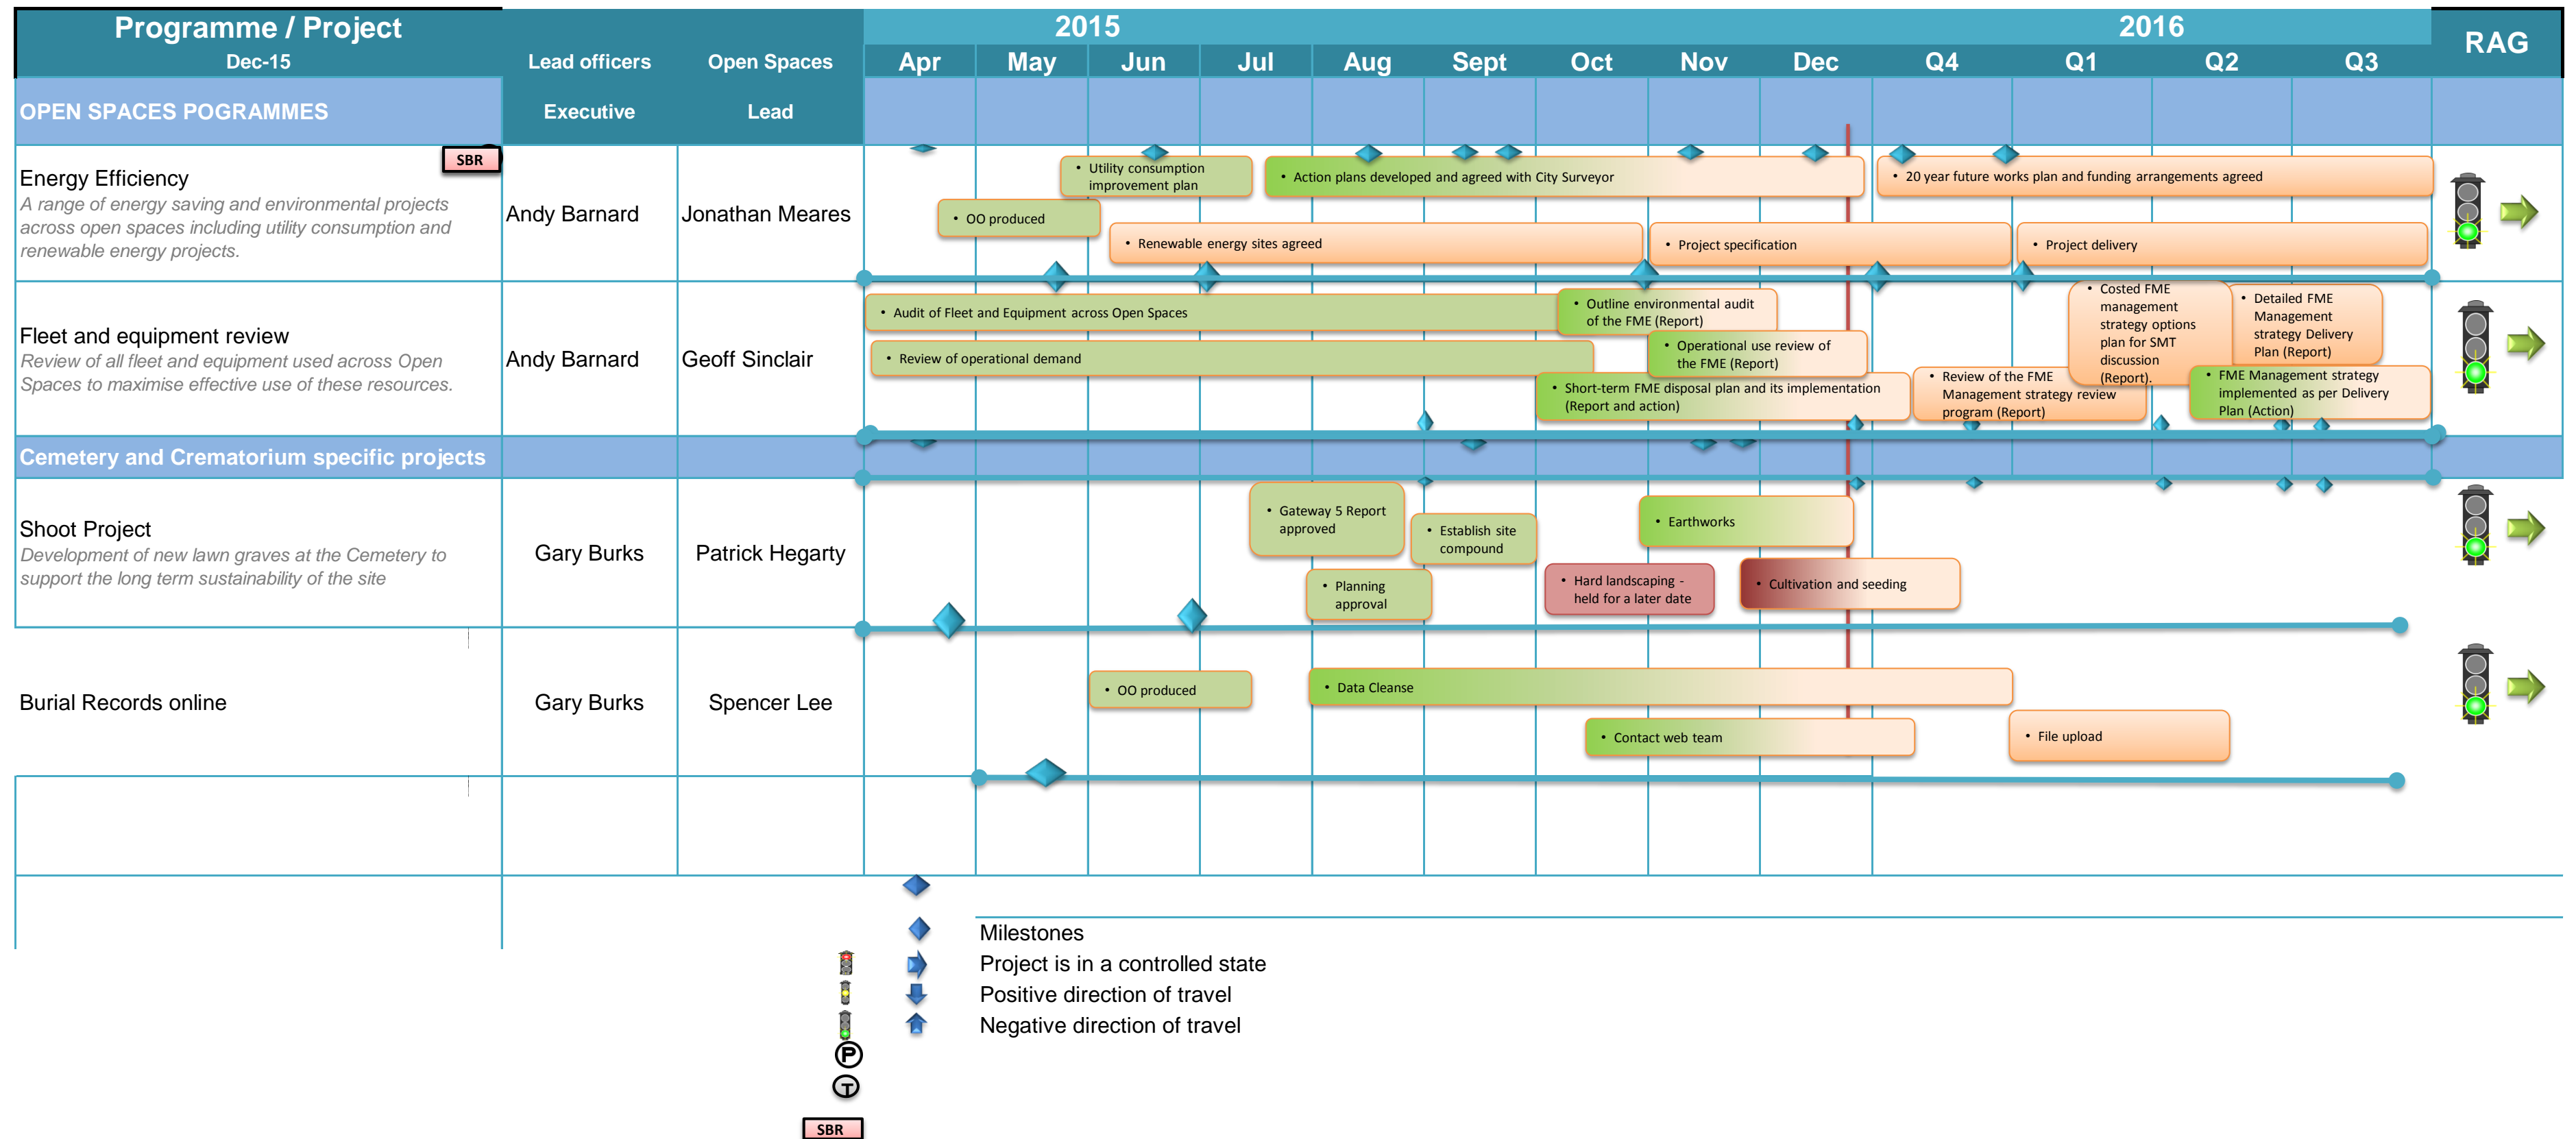 Programme / Project
Dec-15
Lead officers
Open Spaces
2015
2016
RAG
Apr
May
Jun
Jul
Aug
Sept
Oct
Nov
Dec
Q4
Q1
Q2
Q3
OPEN SPACES POGRAMMES
Executive
Lead
SBR
Energy Efficiency
A range of energy saving and environmental projects
across open spaces including utility consumption and
renewable energy projects.
Andy Barnard
Jonathan Meares
• Utility consumption
improvement plan
• Action plans developed and agreed with City Surveyor
• 20 year future works plan and funding arrangements agreed
• OO produced
• Renewable energy sites agreed
• Project specification
• Project delivery
Fleet and equipment review
Review of all fleet and equipment used across Open
Spaces to maximise effective use of these resources.
Andy Barnard
Geoff Sinclair
• Audit of Fleet and Equipment across Open Spaces
• Outline environmental audit
of the FME (Report)
• Review of operational demand
• Operational use review of
the FME (Report)
• Short-term FME disposal plan and its implementation
(Report and action)
• Review of the FME
Management strategy review
program (Report)
• Costed FME
management
strategy options
plan for SMT
discussion
(Report).
• Detailed FME
Management
strategy Delivery
Plan (Report)
• FME Management strategy
implemented as per Delivery
Plan (Action)
Cemetery and Crematorium specific projects
Shoot Project
Development of new lawn graves at the Cemetery to
support the long term sustainability of the site
Gary Burks
Patrick Hegarty
• Gateway 5 Report
approved
• Establish site
compound
• Planning
approval
• Earthworks
• Hard landscaping -
held for a later date
• Cultivation and seeding
Burial Records online
Gary Burks
Spencer Lee
• OO produced
• Data Cleanse
• Contact web team
• File upload
Milestones
Project is in a controlled state
Positive direction of travel
Negative direction of travel
P
T
SBR